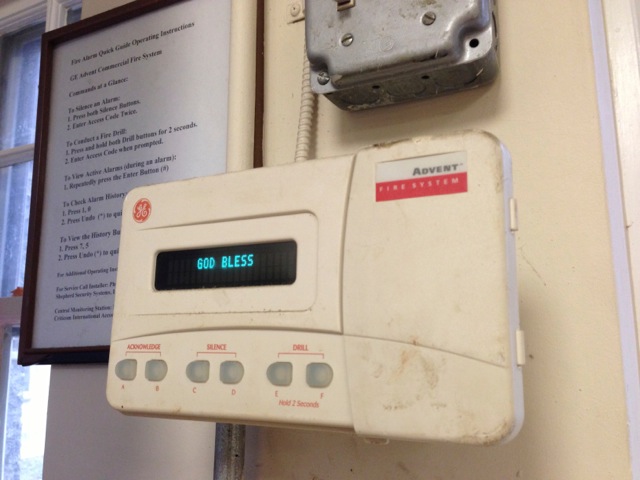 Fire Alarm Quick Guide Operating Instructions
GE Advent Commercial Fire System
Commands at a Glance:
To Silence an Alarm:
1. Press both Silence Buttons.
2. Enter Access Code Twice.
To Conduct a Fire Drill:
1. Press and hold both Drill buttons for 2 seconds.
2. Enter Access Code when prompted.
To View Active Alarms (during an alarm):
1. Repeatedly press the Enter Button (#)
To Check Alarm History
1. Press 1, 0
2. Press Undo (*) to
To View the History
1. Press 7, 5
2. Press Undo (*) to
For Additional Operating
For Service Call Installer:
Shepherd Security Systems,
Central Monitoring Station:
Criticom International
ADVENT
FIRE SYSTEM
GE
GOD BLESS
ACKNOWLEDGE SILENCE DRILL
A B C D E F
Hold 2 Seconds